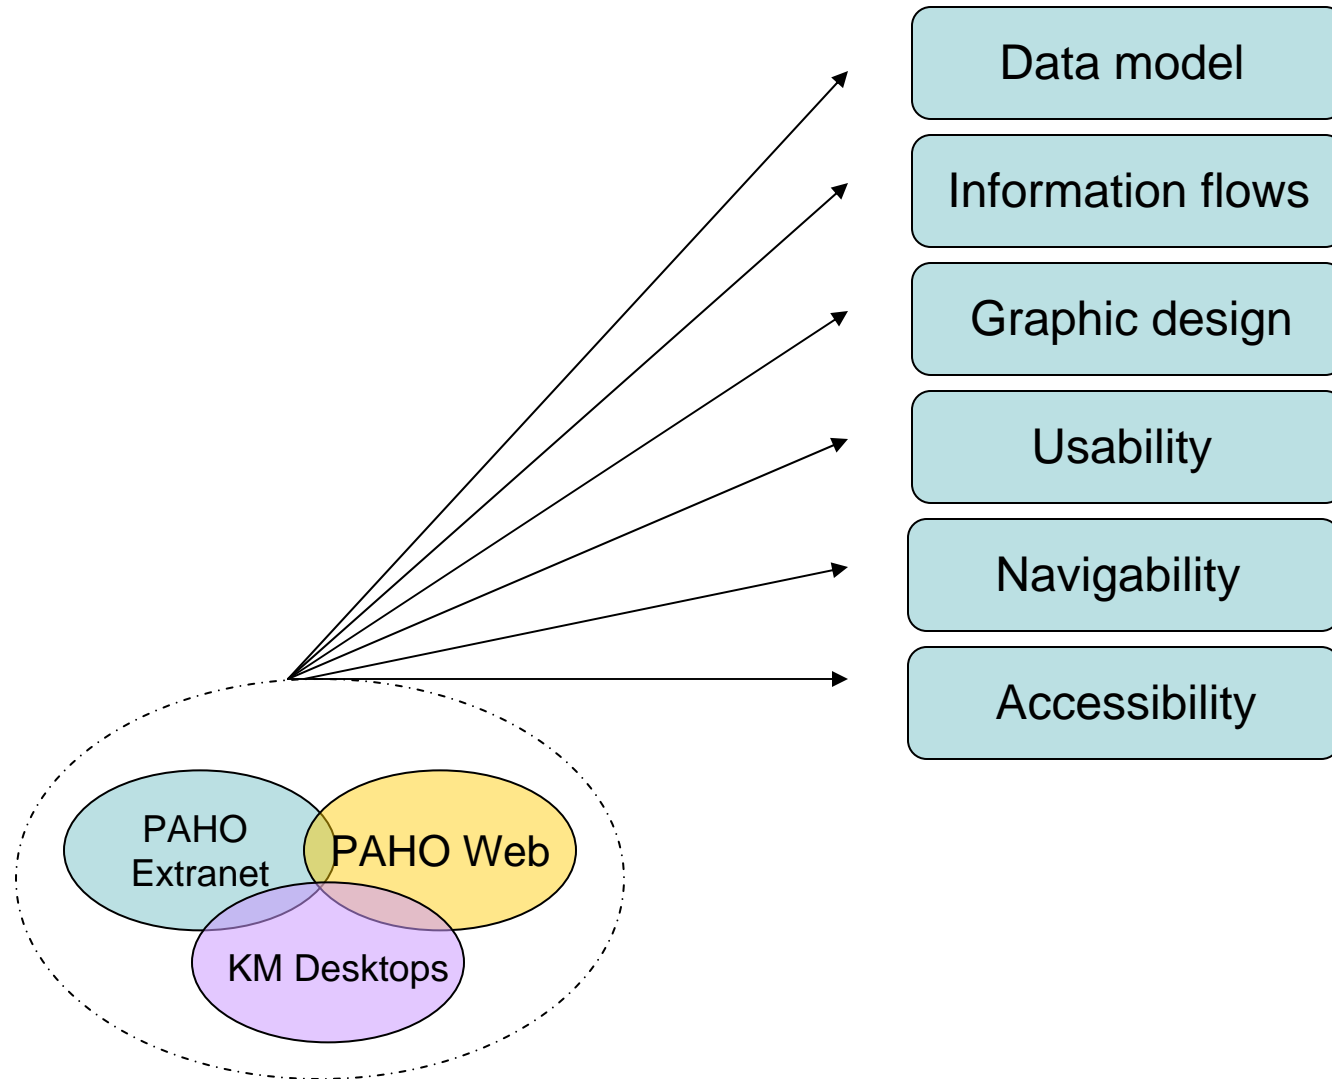 Data model
Information flows
Graphic design
Usability
Navigability
Accessibility
PAHO
Extranet
PAHO Web
KM Desktops